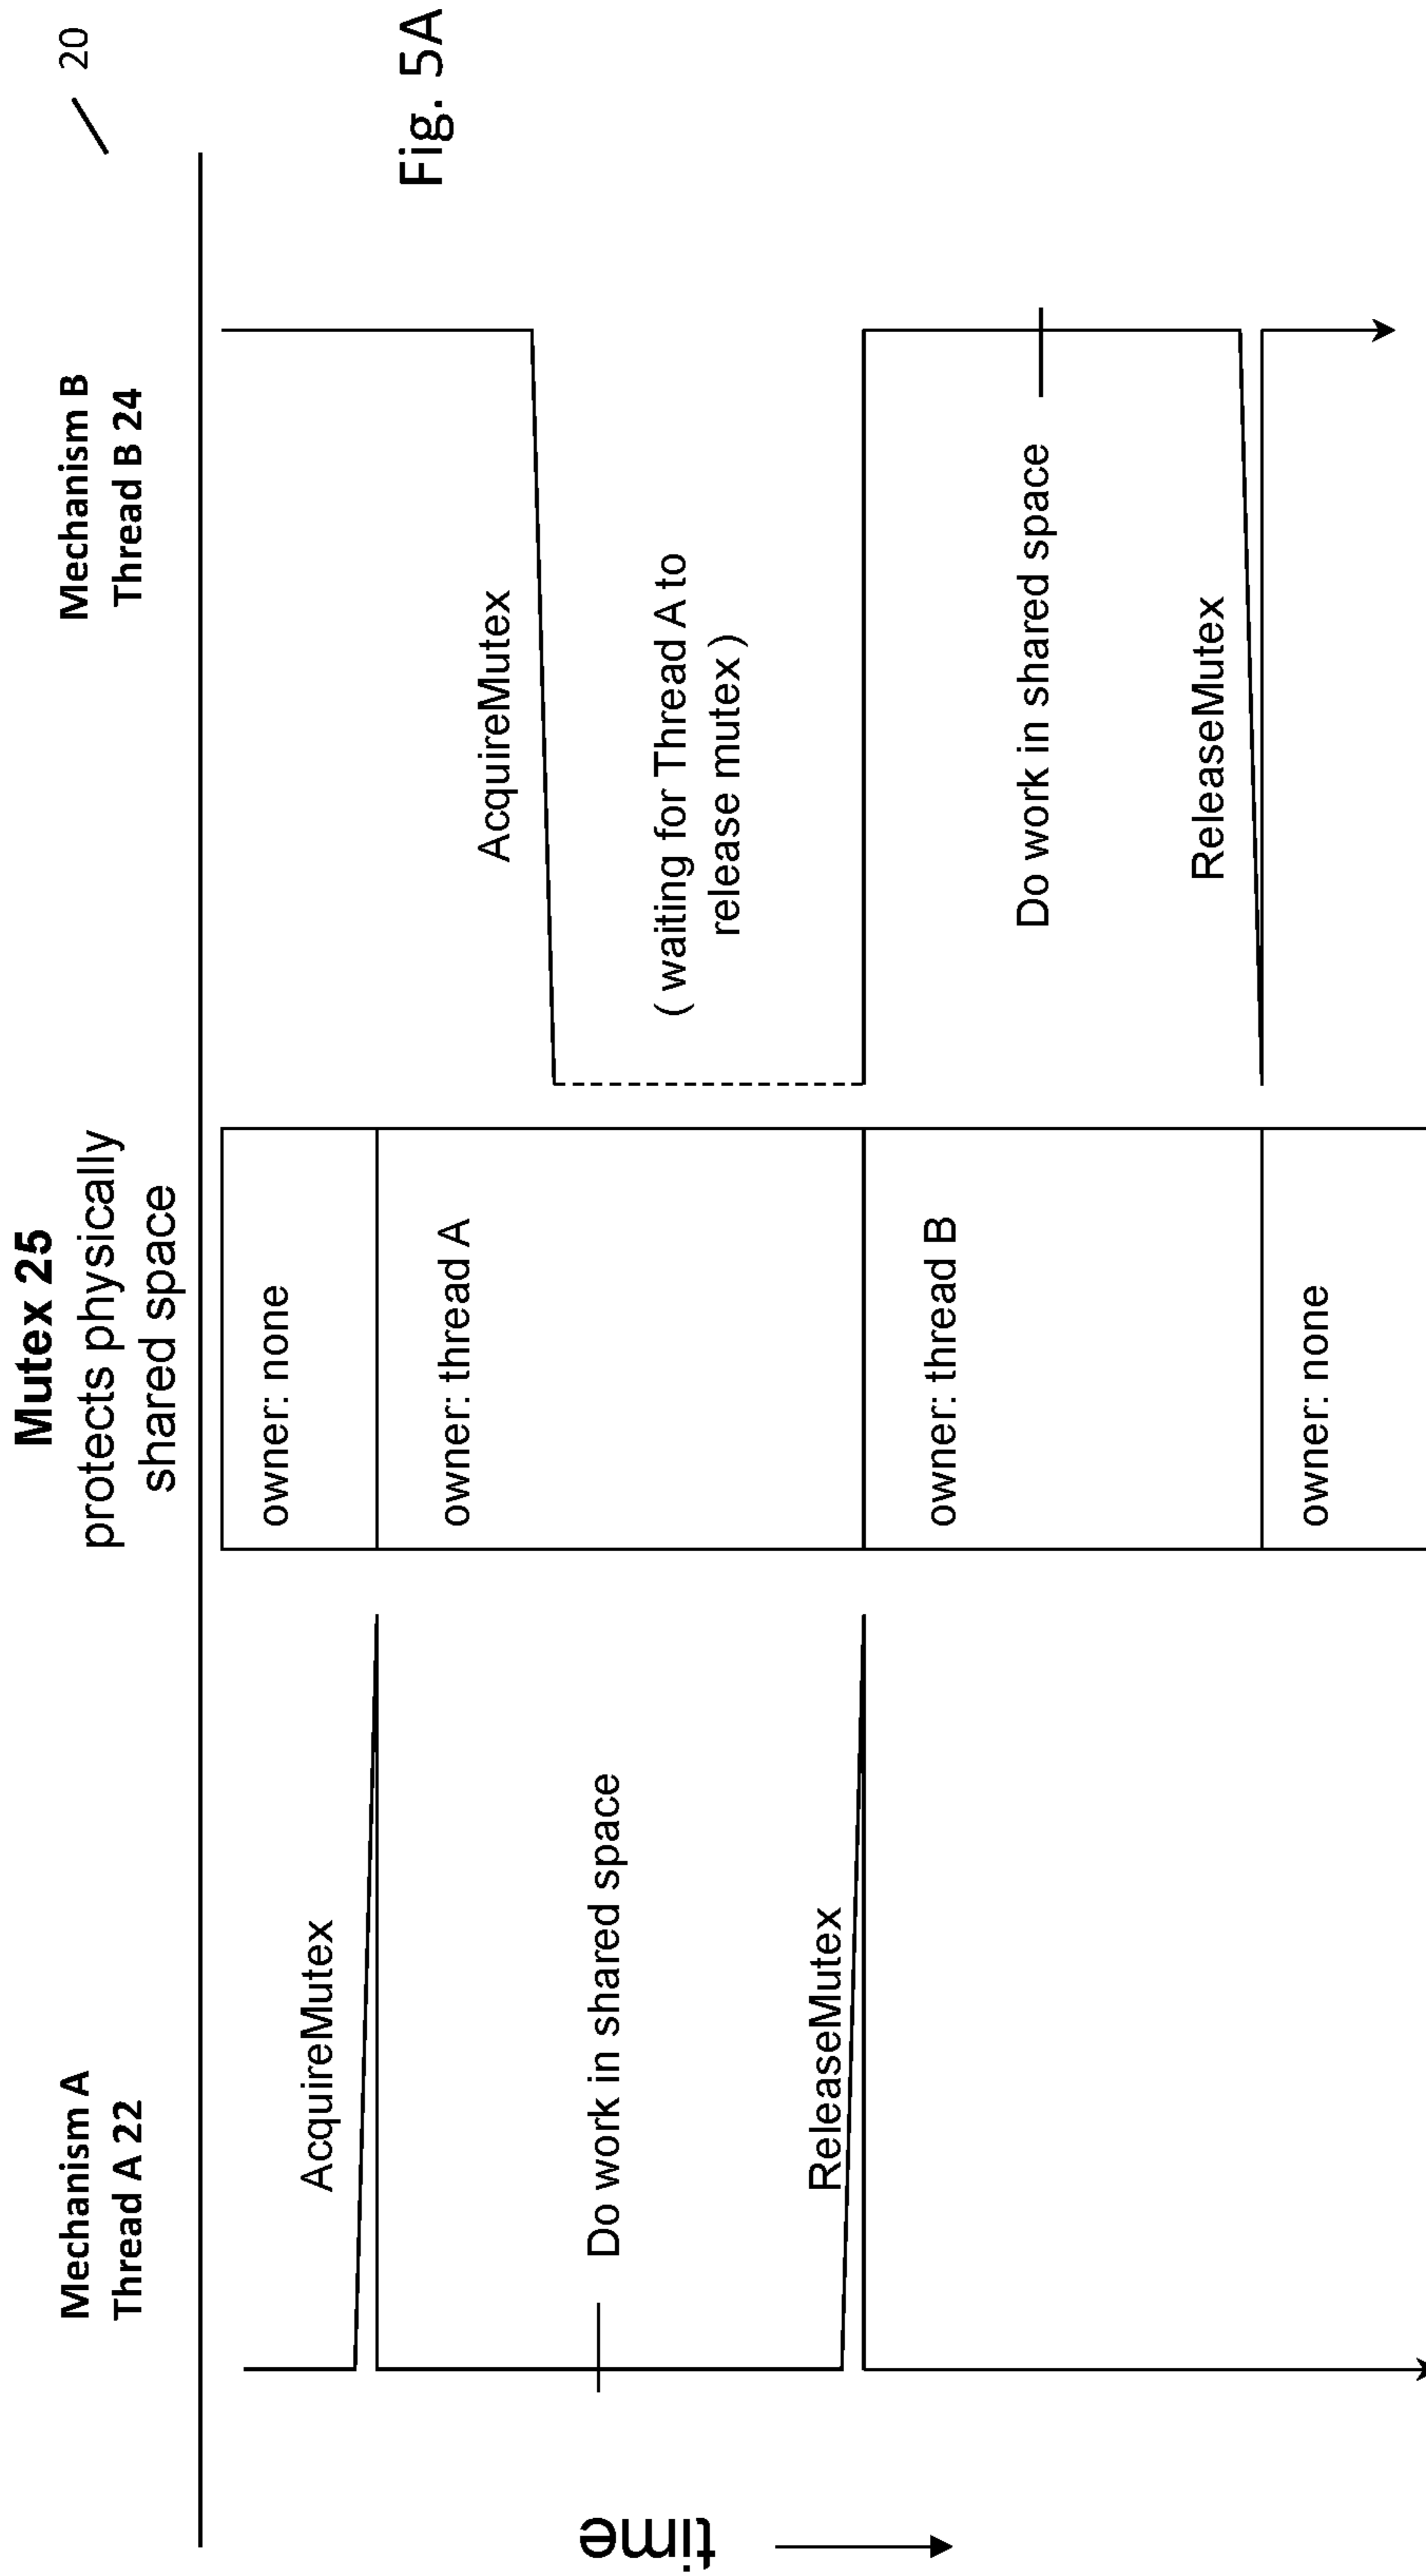 20
Mutex 25
protects physically
shared space
Mechanism A
Thread A 22
Mechanism B
Thread B 24
owner: none
AcquireMutex
owner: thread A
AcquireMutex
Do work in shared space
( waiting for Thread A to
release mutex )
time
ReleaseMutex
owner: thread B
Do work in shared space
ReleaseMutex
owner: none
Fig. 5A